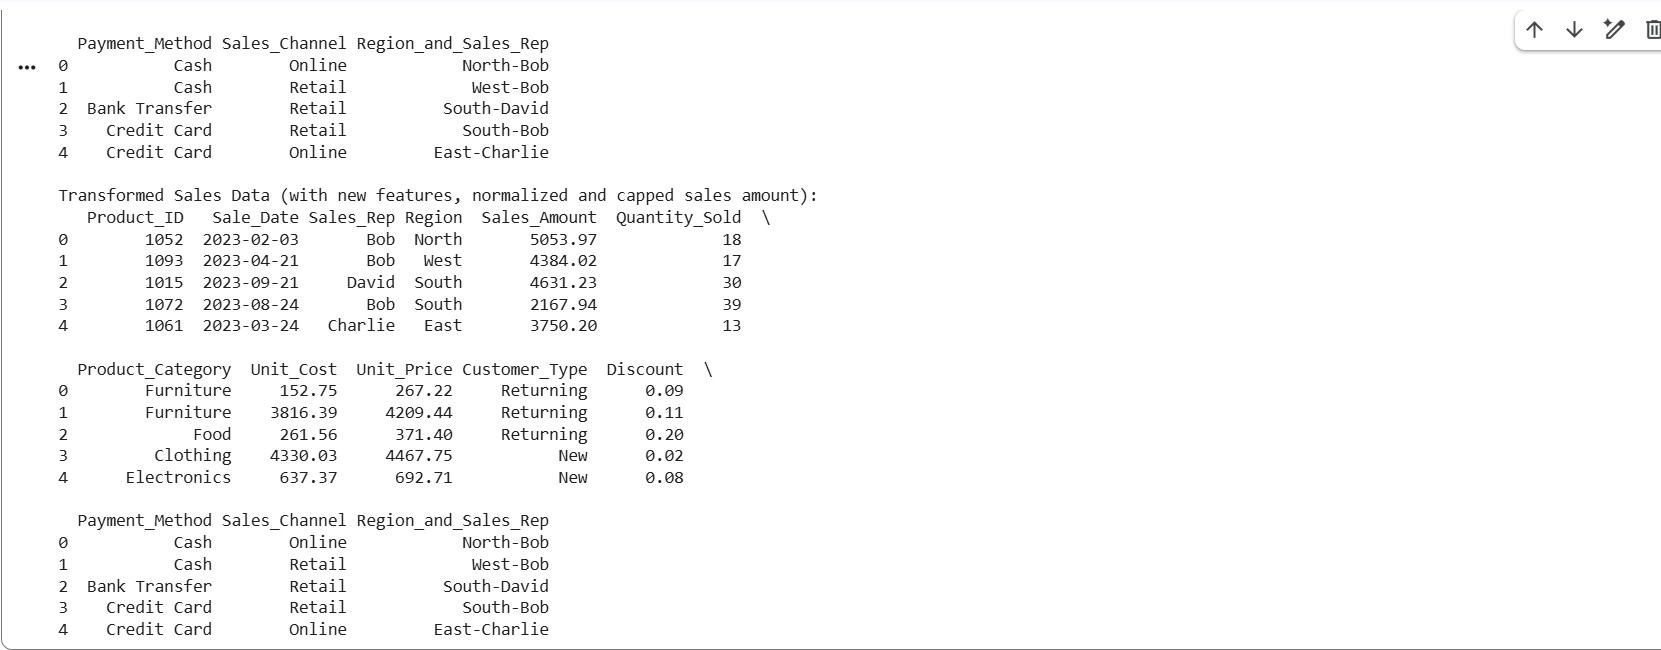 Payment_Method Sales_Channel Region_and_Sales_Rep
0           Cash        Online            North-Bob
1           Cash        Retail             West-Bob
2  Bank Transfer        Retail          South-David
3    Credit Card        Retail            South-Bob
4    Credit Card        Online         East-Charlie
Transformed Sales Data (with new features, normalized and capped sales amount):
   Product_ID   Sale_Date Sales_Rep Region  Sales_Amount  Quantity_Sold  \
0        1052  2023-02-03       Bob  North       5053.97             18
1        1093  2023-04-21       Bob   West       4384.02             17
2        1015  2023-09-21     David  South       4631.23             30
3        1072  2023-08-24       Bob  South       2167.94             39
4        1061  2023-03-24   Charlie   East       3750.20             13
  Product_Category  Unit_Cost  Unit_Price Customer_Type  Discount  \
0        Furniture     152.75      267.22     Returning      0.09
1        Furniture    3816.39     4209.44     Returning      0.11
2             Food     261.56      371.40     Returning      0.20
3         Clothing    4330.03     4467.75           New      0.02
4      Electronics     637.37      692.71           New      0.08
  Payment_Method Sales_Channel Region_and_Sales_Rep
0           Cash        Online            North-Bob
1           Cash        Retail             West-Bob
2  Bank Transfer        Retail          South-David
3    Credit Card        Retail            South-Bob
4    Credit Card        Online         East-Charlie